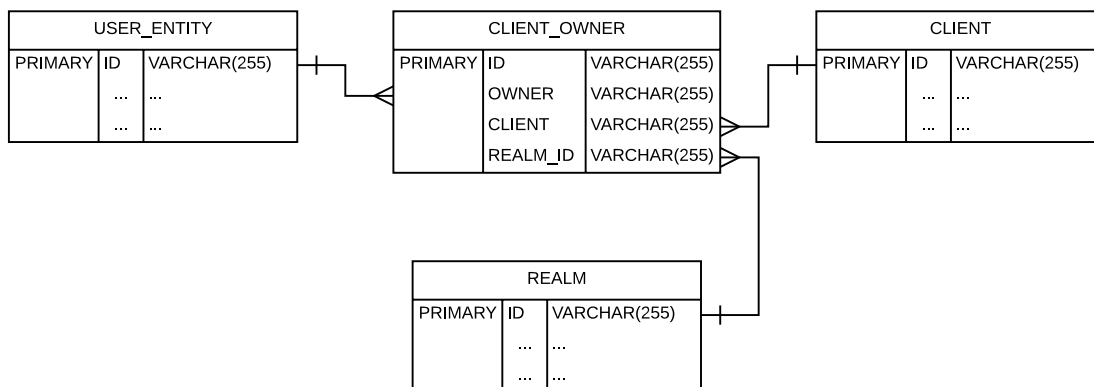 USER_ENTITY
PRIMARY ID VARCHAR(255)
... ...
... ...
CLIENT_OWNER
PRIMARY ID VARCHAR(255)
OWNER VARCHAR(255)
CLIENT VARCHAR(255)
REALM_ID VARCHAR(255)
CLIENT
PRIMARY ID VARCHAR(255)
... ...
... ...
REALM
PRIMARY ID VARCHAR(255)
... ...
... ...